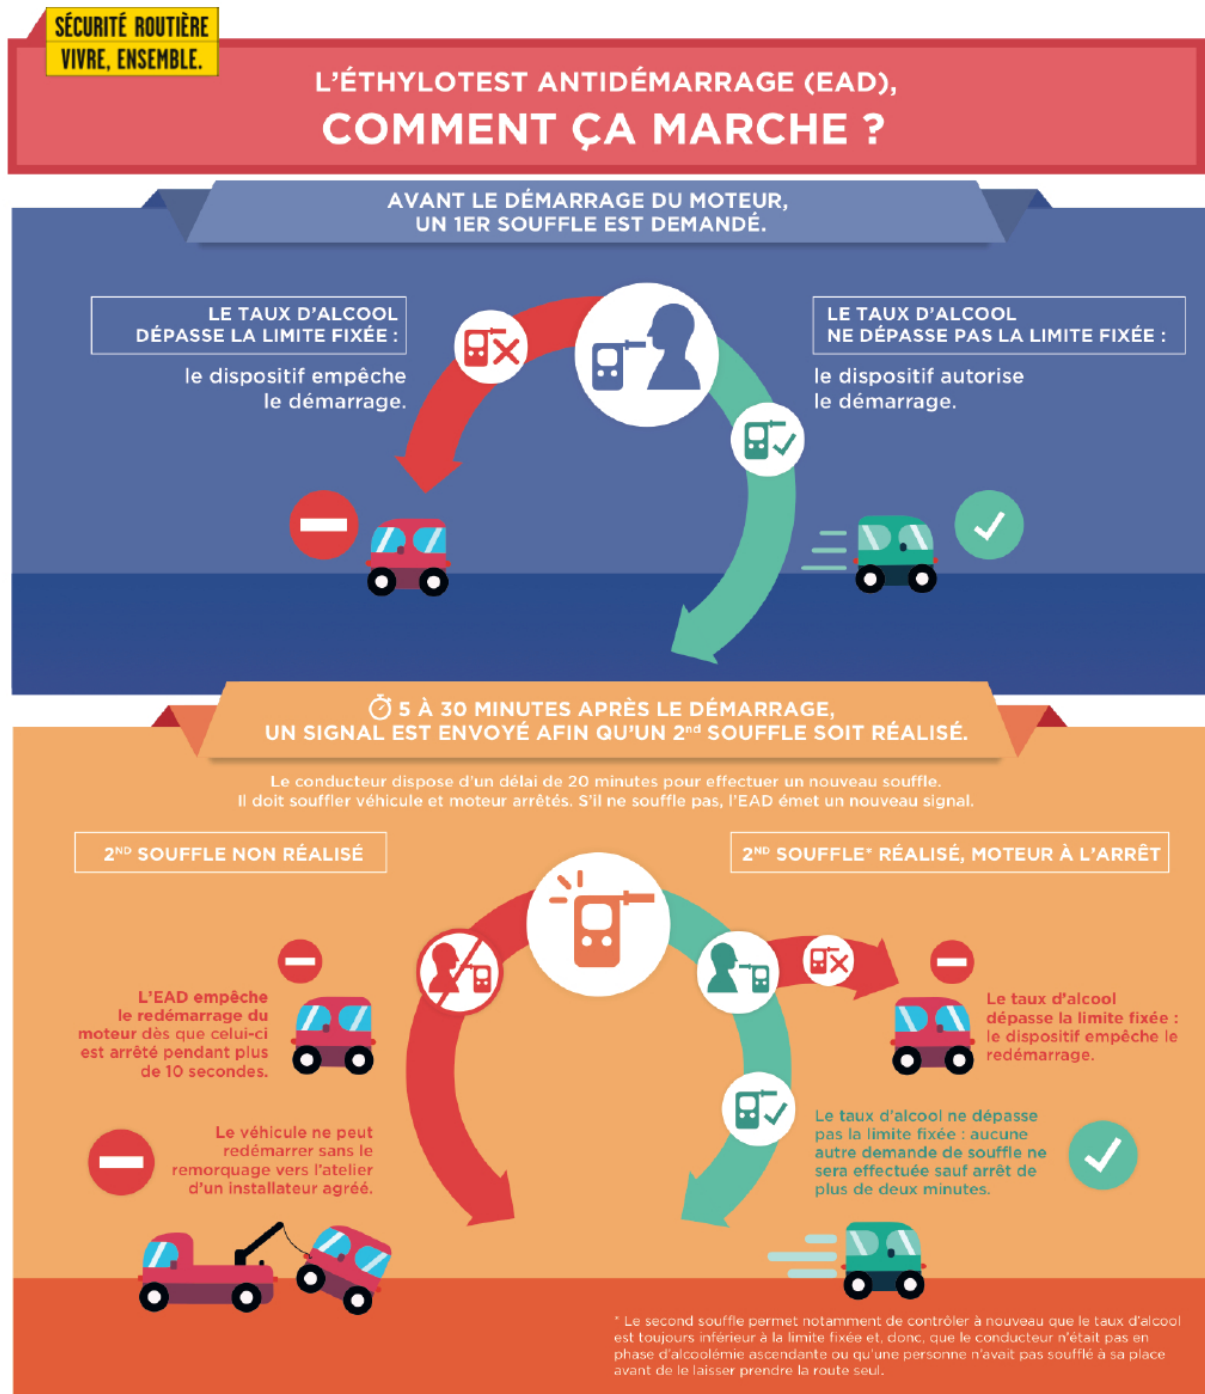 SÉCURITÉ ROUTIÈRE
VIVRE, ENSEMBLE.
L'ÉTHYLOTEST ANTIDÉMARRAGE (EAD),
COMMENT ÇA MARCHE ?
AVANT LE DÉMARRAGE DU MOTEUR,
UN 1ER SOUFFLE EST DEMANDÉ.
LE TAUX D'ALCOOL
DÉPASSE LA LIMITE FIXÉE :
le dispositif empêche
le démarrage.
LE TAUX D'ALCOOL
NE DÉPASSE PAS LA LIMITE FIXÉE :
le dispositif autorise
le démarrage.
5 À 30 MINUTES APRÈS LE DÉMARRAGE,
UN SIGNAL EST ENVOYÉ AFIN QU'UN 2nd SOUFFLE SOIT RÉALISÉ.
Le conducteur dispose d'un délai de 20 minutes pour effectuer un nouveau souffle.
Il doit souffler véhicule et moteur arrêtés. S'il ne souffle pas, l'EAD émet un nouveau signal.
2ND SOUFFLE NON RÉALISÉ
L'EAD empêche
le redémarrage du
moteur dès que celui-ci
est arrêté pendant plus
de 10 secondes.
Le véhicule ne peut
redémarrer sans le
remorquage vers l'atelier
d'un installateur agréé.
2ND SOUFFLE* RÉALISÉ, MOTEUR À L'ARRÊT
Le taux d'alcool
dépasse la limite fixée :
le dispositif empêche le
redémarrage.
Le taux d'alcool ne dépasse
pas la limite fixée : aucune
autre demande de souffle ne
sera effectuée sauf arrêt de
plus de deux minutes.
* Le second souffle permet notamment de contrôler à nouveau que le taux d'alcool
est toujours inférieur à la limite fixée et, donc, que le conducteur n'était pas en
phase d'alcoolémie ascendante ou qu'une personne n'avait pas soufflé à sa place
avant de le laisser prendre la route seul.